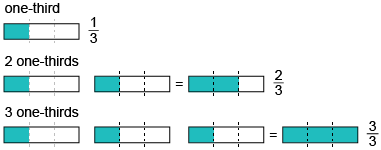 one-third
1/3
2 one-thirds
= 2/3
3 one-thirds
= 3/3